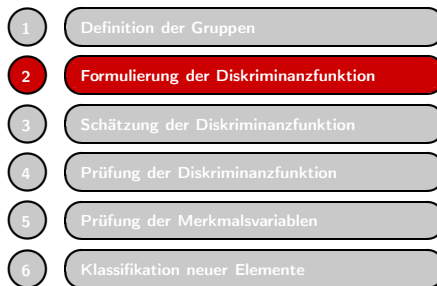 1 Definition der Gruppen
2 Formulierung der Diskriminanzfunktion
3 Schätzung der Diskriminanzfunktion
4 Prüfung der Diskriminanzfunktion
5 Prüfung der Merkmalsvariablen
6 Klassifikation neuer Elemente